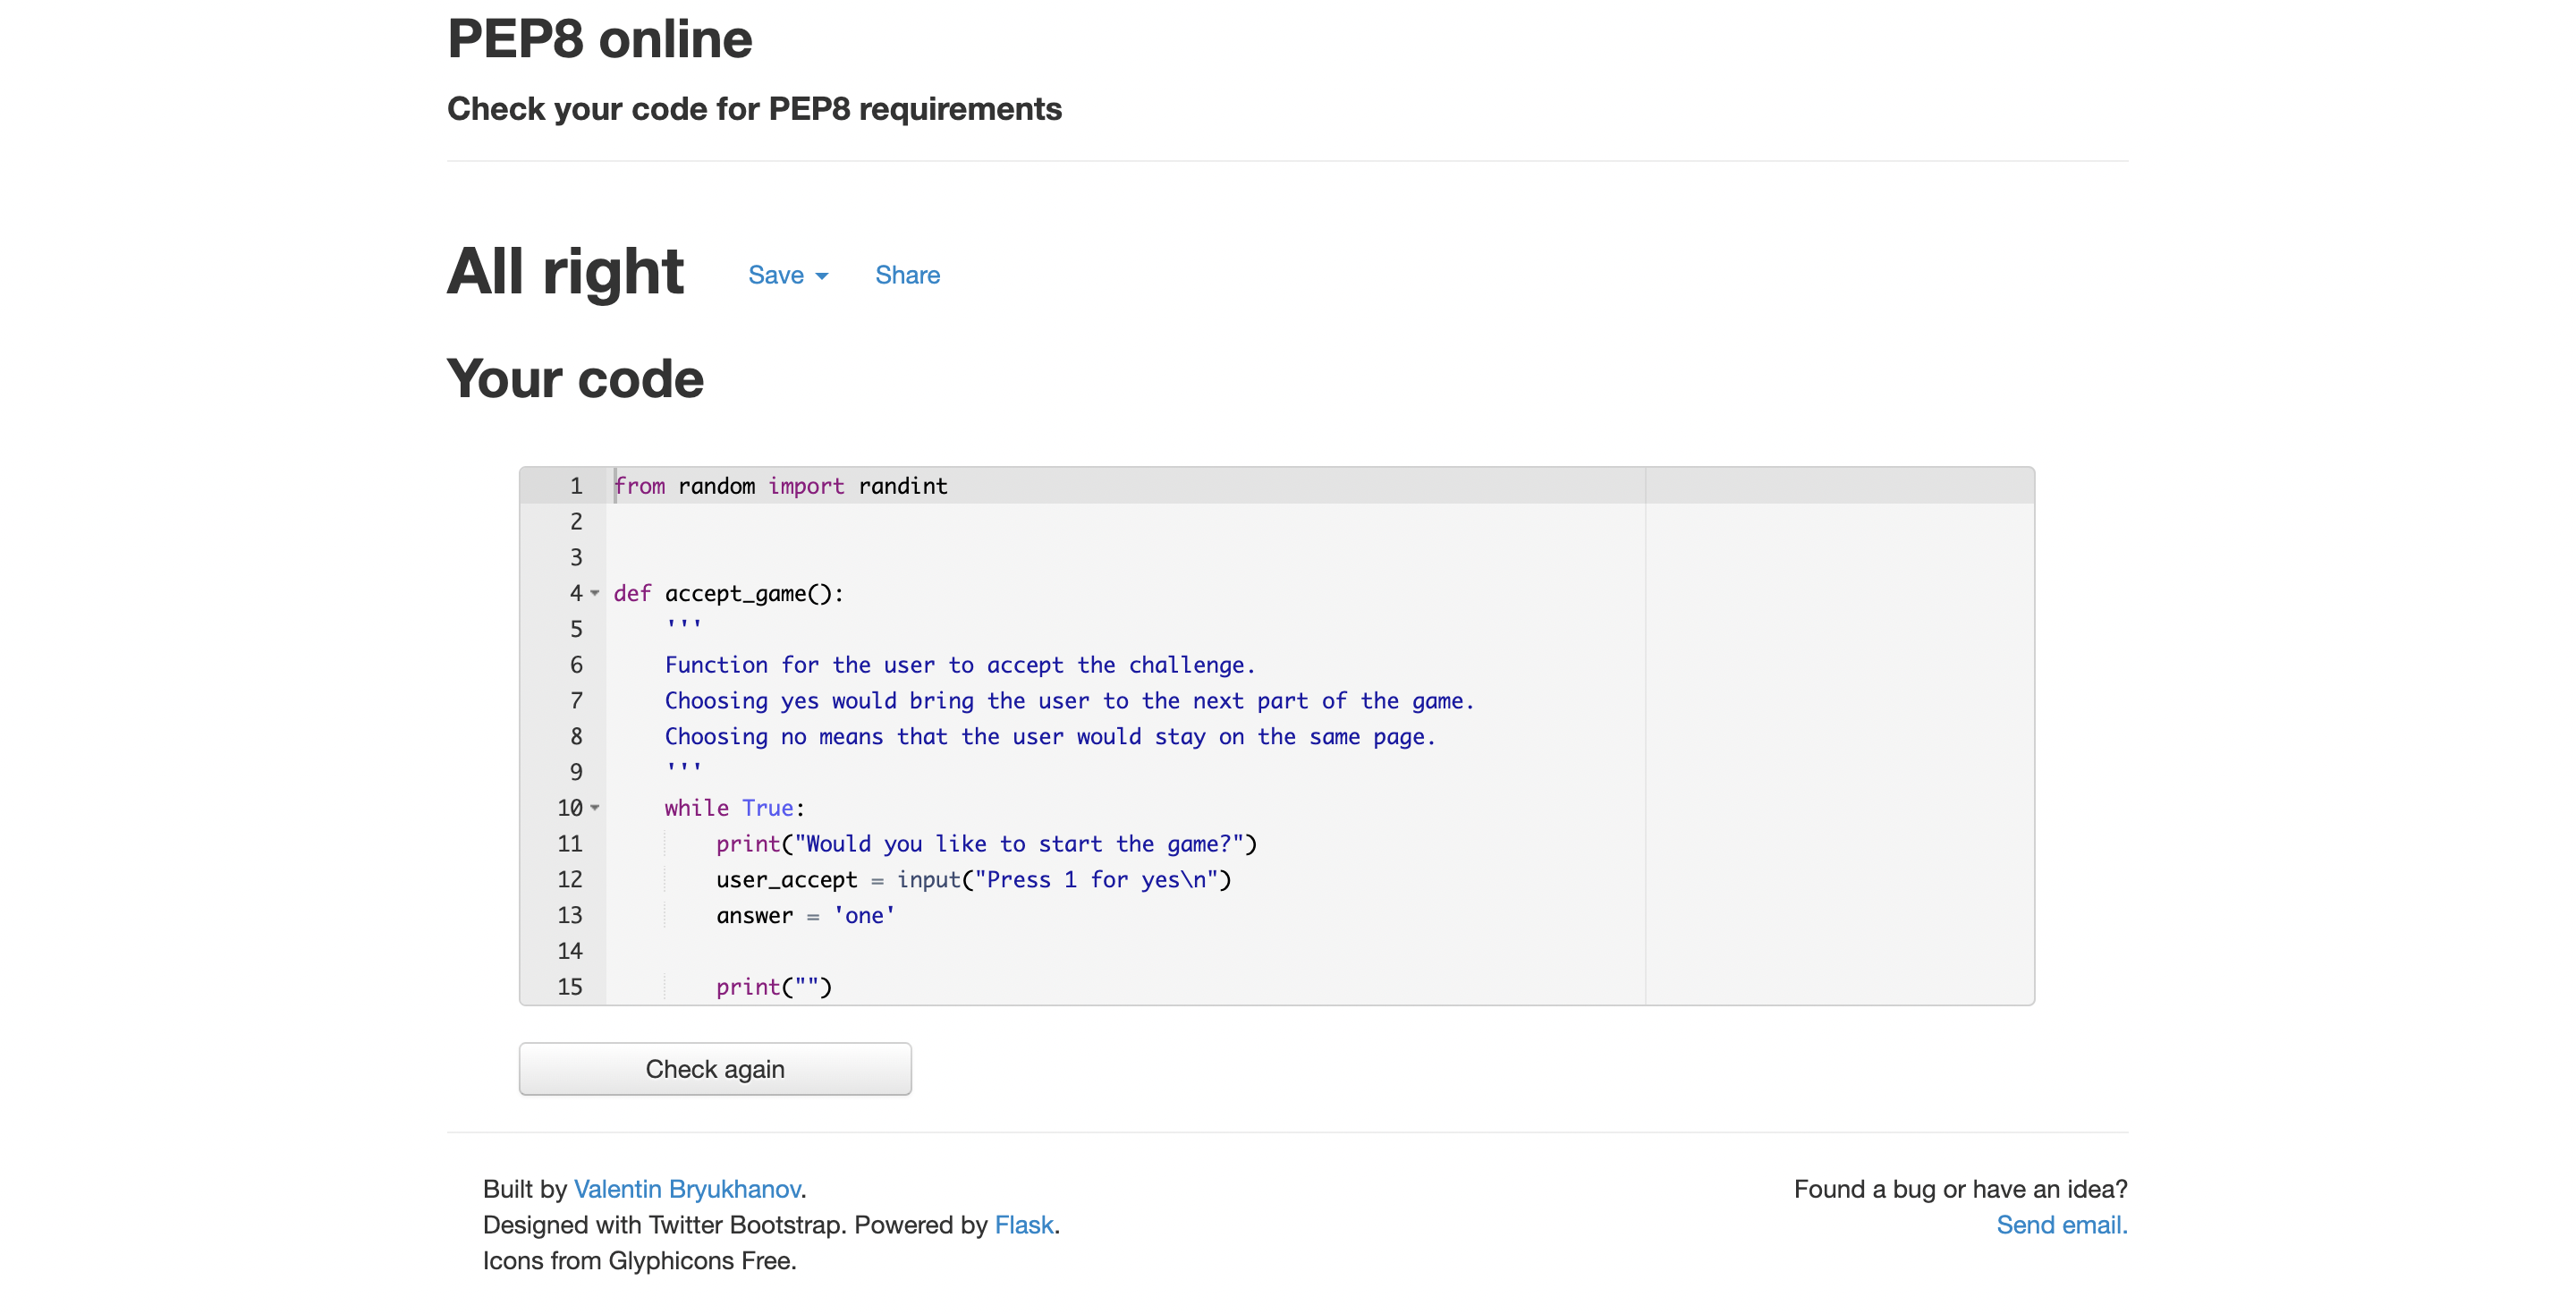 PEP8 online
Check your code for PEP8 requirements
All right Save Share
Your code
1 from random import randint
2
3
4 def accept_game():
5     '''
6     Function for the user to accept the challenge.
7     Choosing yes would bring the user to the next part of the game.
8     Choosing no means that the user would stay on the same page.
9     '''
10     while True:
11         print("Would you like to start the game?")
12         user_accept = input("Press 1 for yes\n")
13         answer = 'one'
14
15         print("")
Check again
Built by Valentin Bryukhanov.
Designed with Twitter Bootstrap. Powered by Flask.
Icons from Glyphicons Free.
Found a bug or have an idea?
Send email.